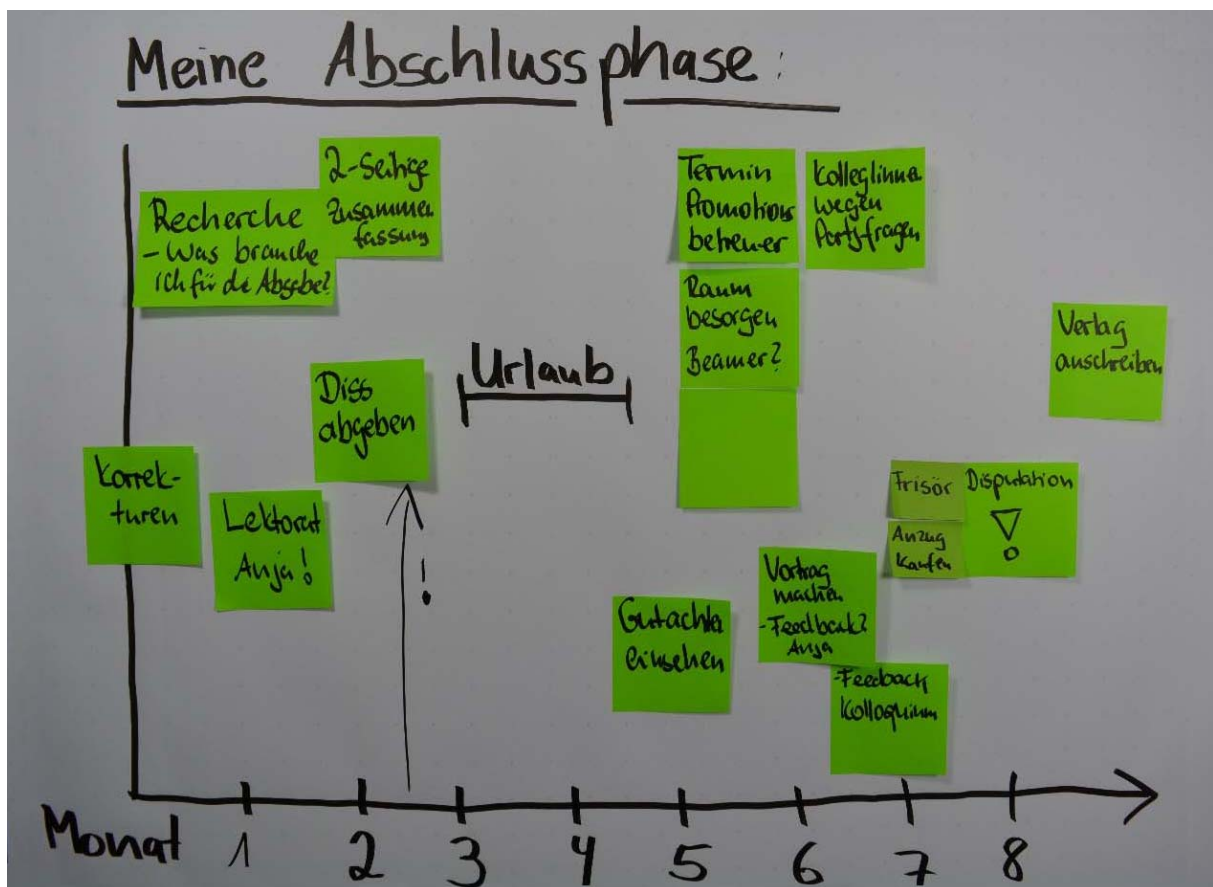 Meine Abschlussphase:
Recherche
- Was brauche
ich für die Abgabe?
2-Seitige
Zusammen
fassung
Termin
Promotions
betreuer
Kolleginnen
wegen
Partyfragen
Raum
besorgen
Beamer?
Verlag
anschreiben
Urlaub
Diss
abgeben
Korrek-
turen
Lektorat
Anja!
!
Frisör
Anzug
kaufen
Disputation
!
Gutachten
einsehen
Vortrag
machen
- Feedback?
Anja
- Feedback
Kolloquium
Monat 1 2 3 4 5 6 7 8